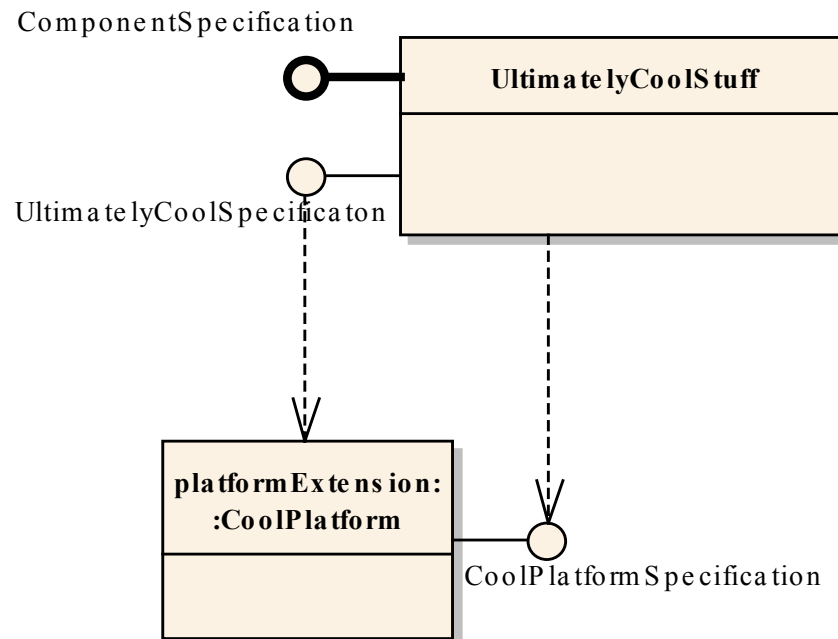 ComponentSpecification
UltimatelyCoolStuff
UltimatelyCoolSpecificaton
platformExtension:
:CoolPlatform
CoolPlatformSpecification